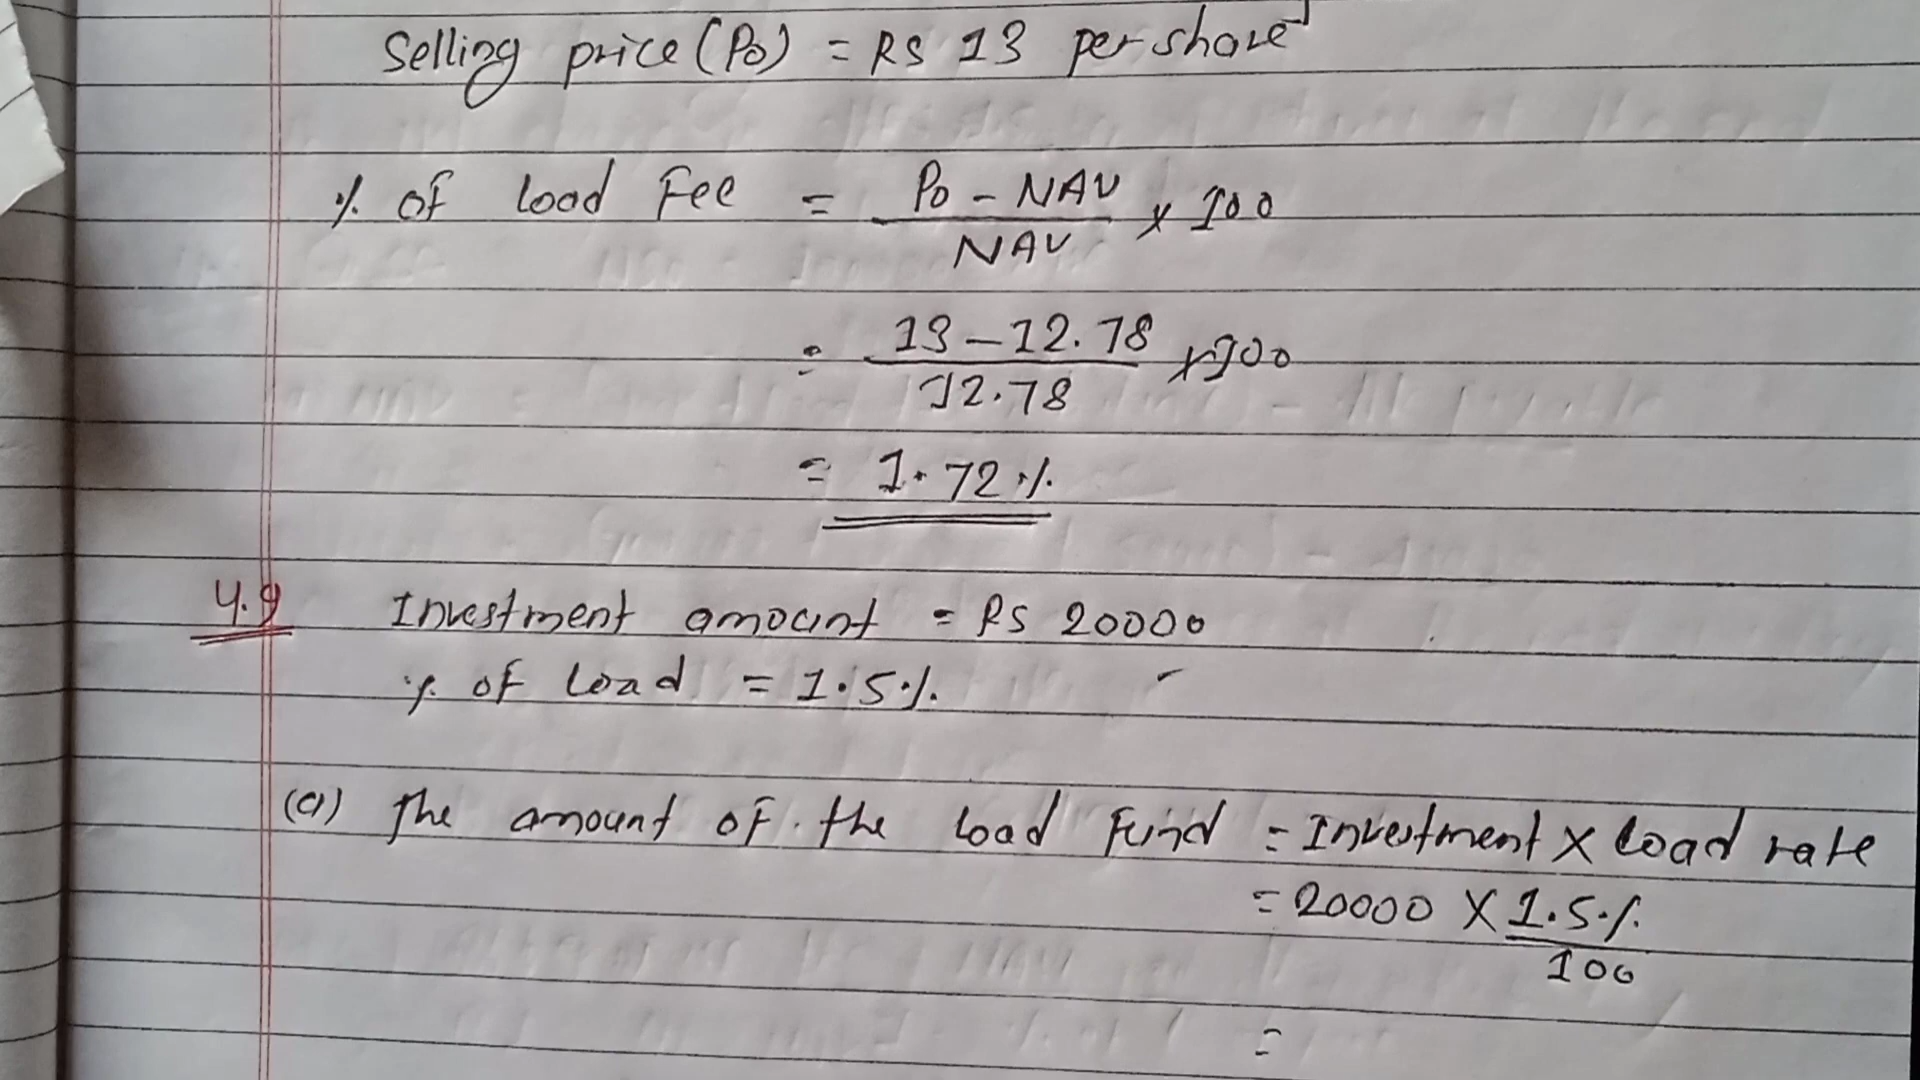 Selling price (Po) = RS 13 per share
% of load Fee = Po - NAV / NAV x 100
= 13 - 12.78 / 12.78 x 100
= 1.72 %
4.9 Investment amount = RS 20000
% of load = 1.5%
(a) The amount of the load Fund = Investment x load rate
= 20000 X 1.5% / 100
=